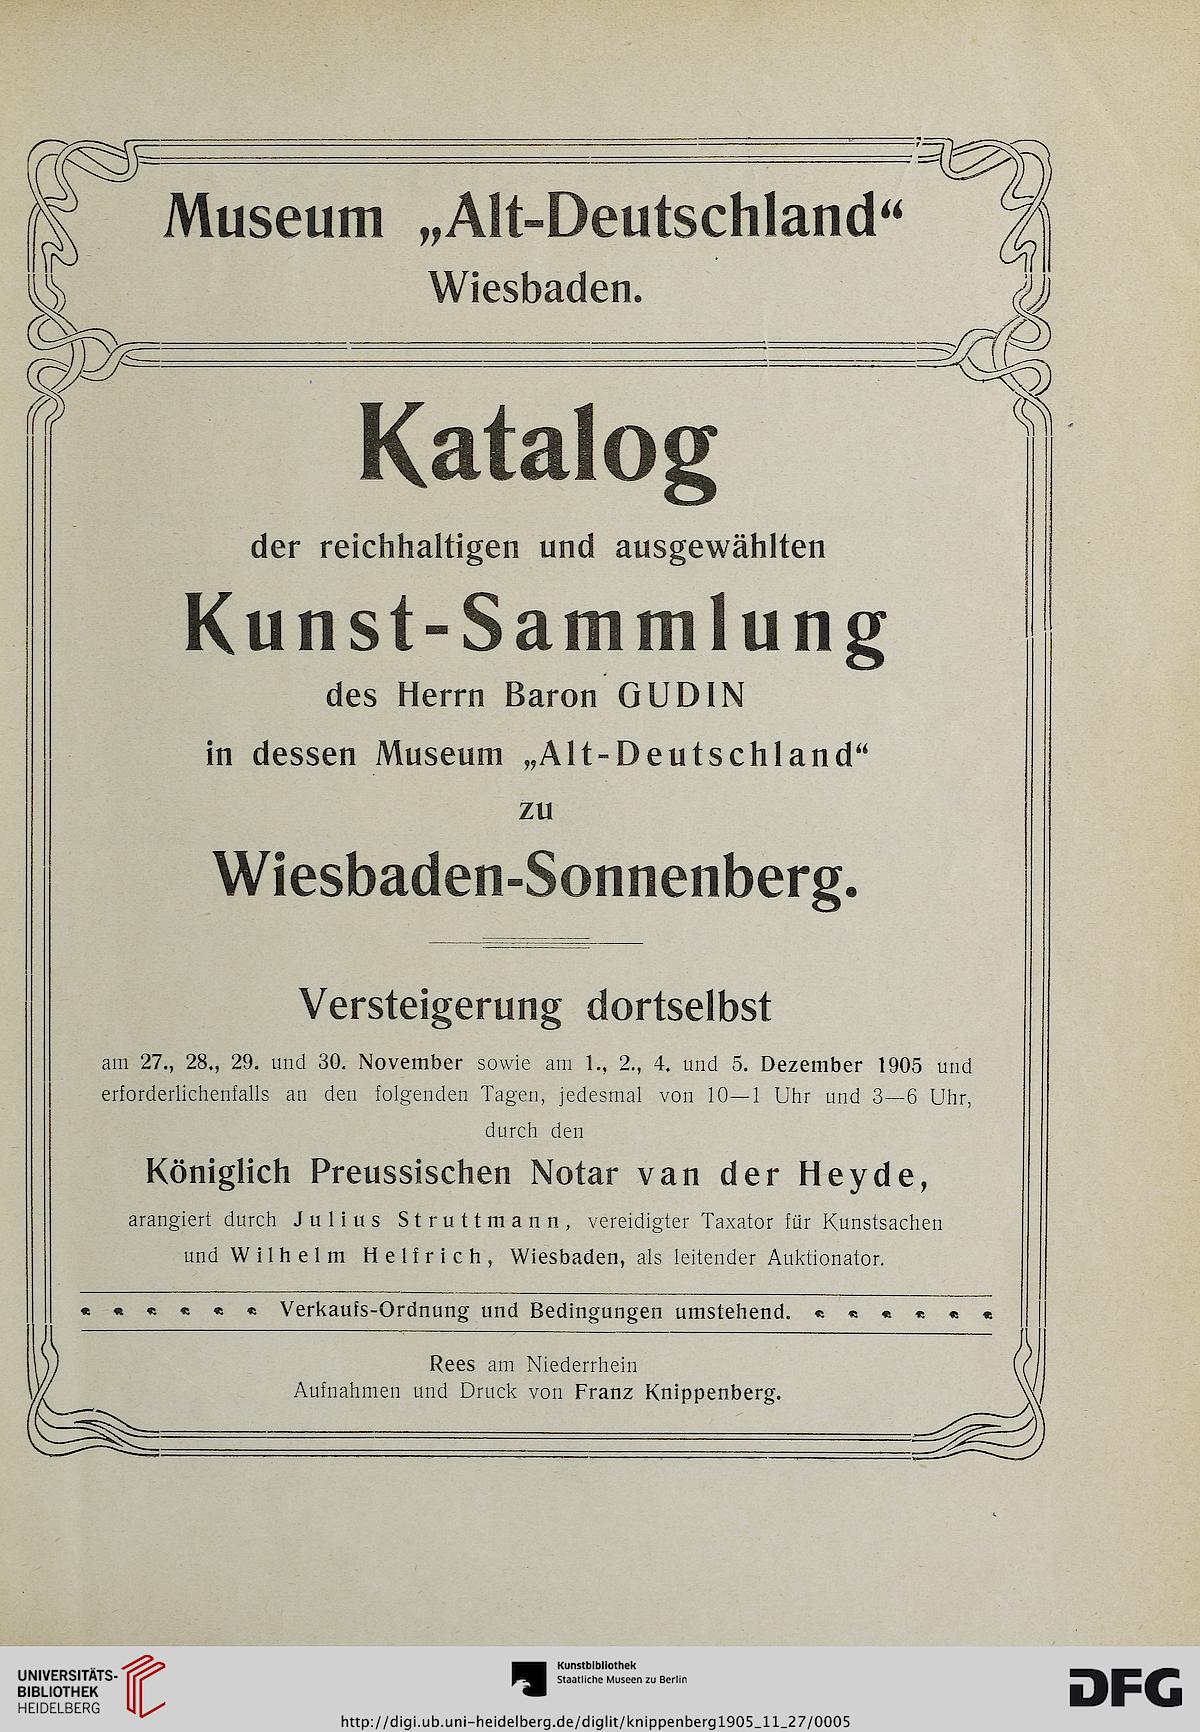 Museum „Alt-Deutschland“
Wiesbaden.
Katalog
der reichhaltigen und ausgewählten
Kunst-Sammlung
des Herrn Baron GUDIN
in dessen Museum „Alt-Deutschland“
zu
Wiesbaden-Sonnenberg.
Versteigerung dortselbst
am 27., 28., 29. und 30. November sowie am 1., 2., 4. und 5. Dezember 1905 und
erforderlichenfalls an den folgenden Tagen, jedesmal von 10—1 Uhr und 3—6 Uhr,
durch den
Königlich Preussischen Notar van der Heyde,
arangiert durch Julius Struttmann, vereidigter Taxator für Kunstsachen
und Wilhelm Helfrich, Wiesbaden, als leitender Auktionator.
Verkaufs-Ordnung und Bedingungen umstehend.
Rees am Niederrhein
Aufnahmen und Druck von Franz Knippenberg.
UNIVERSITÄTS-
BIBLIOTHEK
HEIDELBERG
Kunstbibliothek
Staatliche Museen zu Berlin
DFG
http://digi.ub.uni-heidelberg.de/diglit/knippenberg1905_11_27/0005